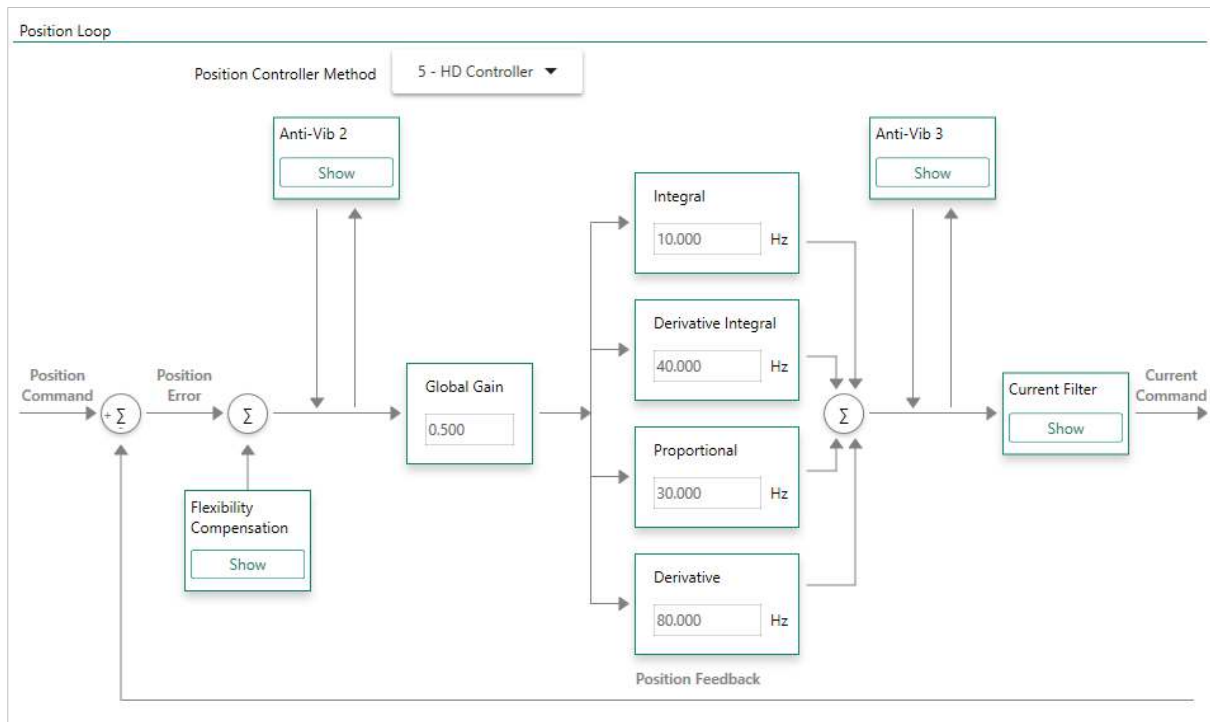 Position Loop
Position Controller Method
5 - HD Controller
Anti-Vib 2
Show
Anti-Vib 3
Show
Integral
10.000 Hz
Derivative Integral
40.000 Hz
Position
Command
+ Σ
-
Position
Error
Σ
Global Gain
0.500
Σ
Current Filter
Show
Current
Command
Proportional
30.000 Hz
Flexibility
Compensation
Show
Derivative
80.000 Hz
Position Feedback